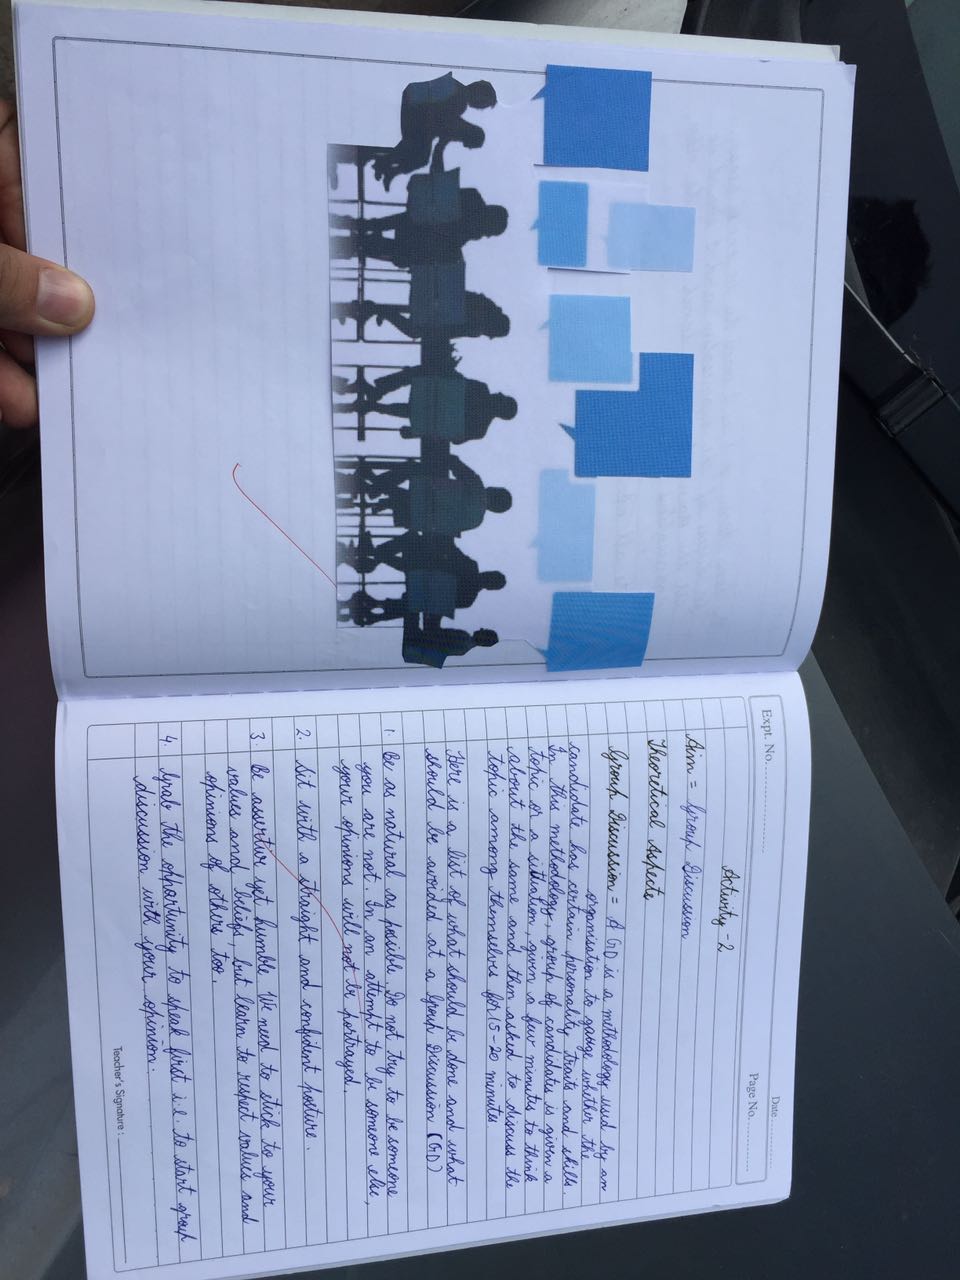 Date
Expt. No.
Page No.
Activity - 2
Aim = Group Discussion
Theortical Aspects
Group Discussion = A GD is a methodology used by an
organisation to gauge whether the
candidate has certain personality traits and skills.
In this methodology, group of candidates is given a
topic or a situation, given a few minutes to think
about the same and then asked to discuss the
topic among themselves for 15-20 minutes
Here is a list of what should be done and what
should be avoided at a Group Discussion (GD)
1. Be as natural as possible. Do not try to be someone
you are not. In an attempt to be someone else,
your opinions will not be portrayed.
2. Sit with a straight and confident posture.
3. Be assertive yet humble. We need to stick to your
values and beliefs, but learn to respect values and
opinions of others too.
4. Grab the opportunity to speak first i.e. to start group
discussion with your opinion.
Teacher's Signature :